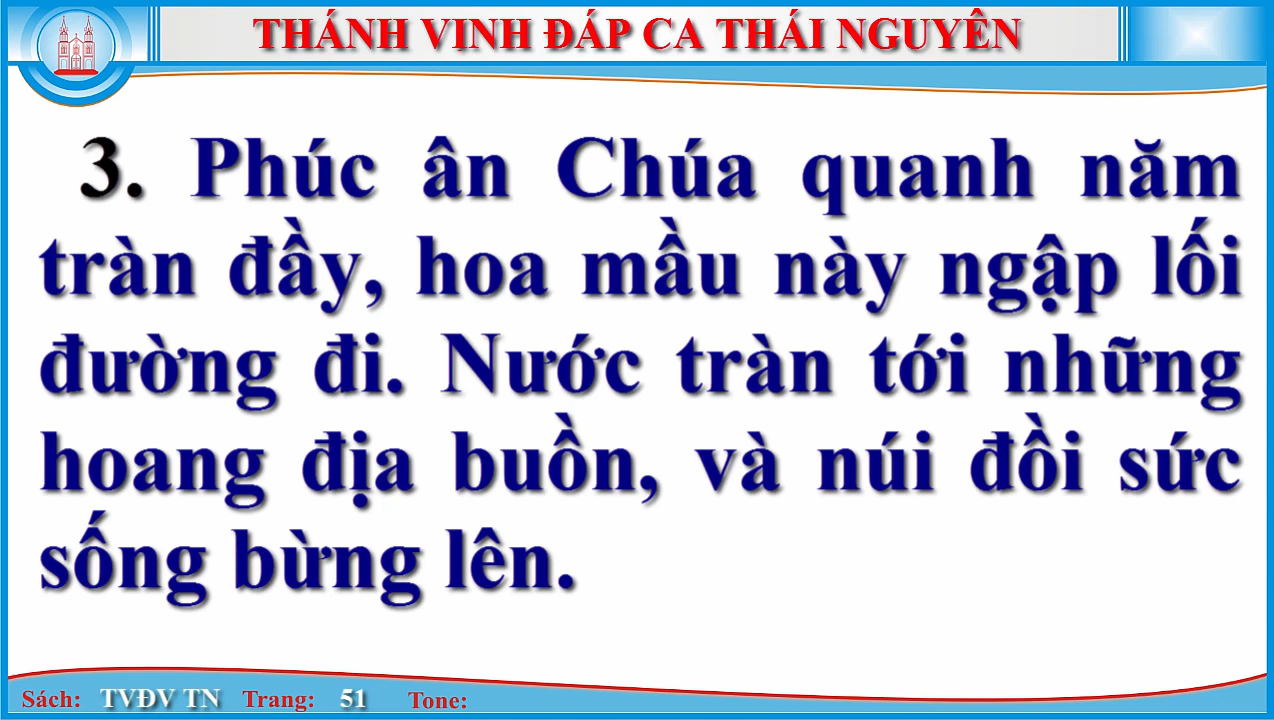 THÁNH VINH ĐÁP CA THÁI NGUYÊN
3. Phúc ân Chúa quanh năm
tràn đầy, hoa mầu này ngập lối
đường đi. Nước tràn tới những
hoang địa buồn, và núi đồi sức
sống bừng lên.
Sách: TVĐV TN Trang: 51 Tone: